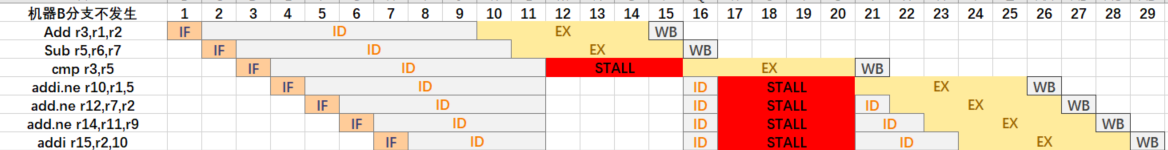 机器B分支不发生 1 2 3 4 5 6 7 8 9 10 11 12 13 14 15 16 17 18 19 20 21 22 23 24 25 26 27 28 29
Add r3,r1,r2 IF ID EX WB
Sub r5,r6,r7 IF ID EX WB
cmp r3,r5 IF ID STALL EX WB
addi.ne r10,r1,5 IF ID ID STALL EX WB
add.ne r12,r7,r2 IF ID ID STALL ID EX WB
add.ne r14,r11,r9 IF ID ID STALL ID EX WB
addi r15,r2,10 IF ID ID STALL ID EX WB